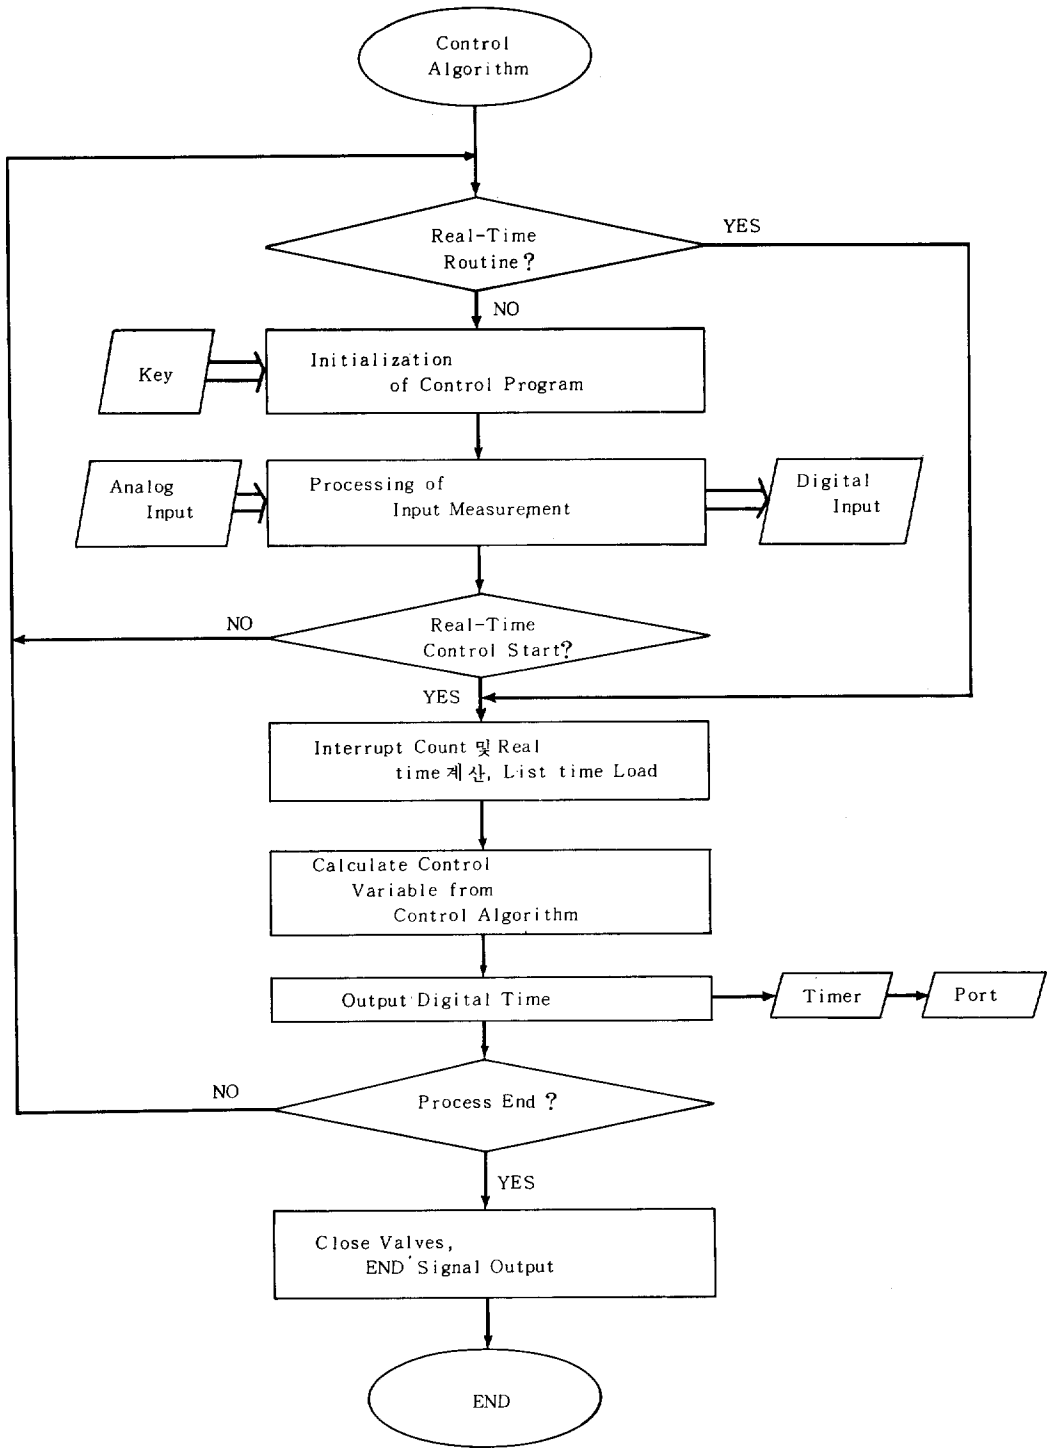 Control
Algorithm
Real-Time
Routine?
YES
NO
Key
Initialization
of Control Program
Analog
Input
Processing of
Input Measurement
Digital
Input
NO
Real-Time
Control Start?
YES
Interrupt Count 및 Real
time 계산, List time Load
Calculate Control
Variable from
Control Algorithm
Output Digital Time
Timer
Port
NO
Process End ?
YES
Close Valves,
END' Signal Output
END